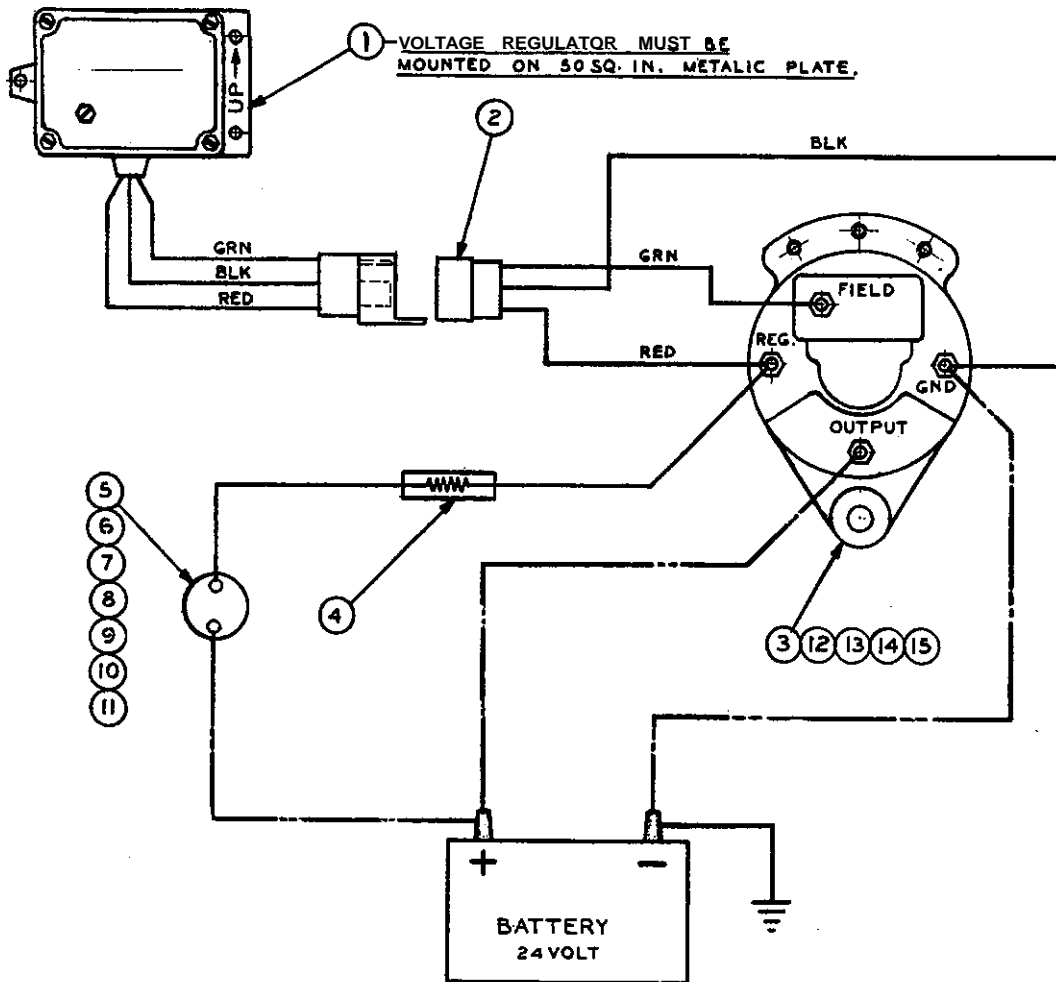 1 VOLTAGE REGULATOR MUST BE
MOUNTED ON 50 SQ. IN. METALIC PLATE.
UP
2
BLK
GRN
BLK
RED
GRN
FIELD
REG.
RED
GND
OUTPUT
5
6
7
8
9
10
11
4
3 12 13 14 15
+ −
BATTERY
24 VOLT